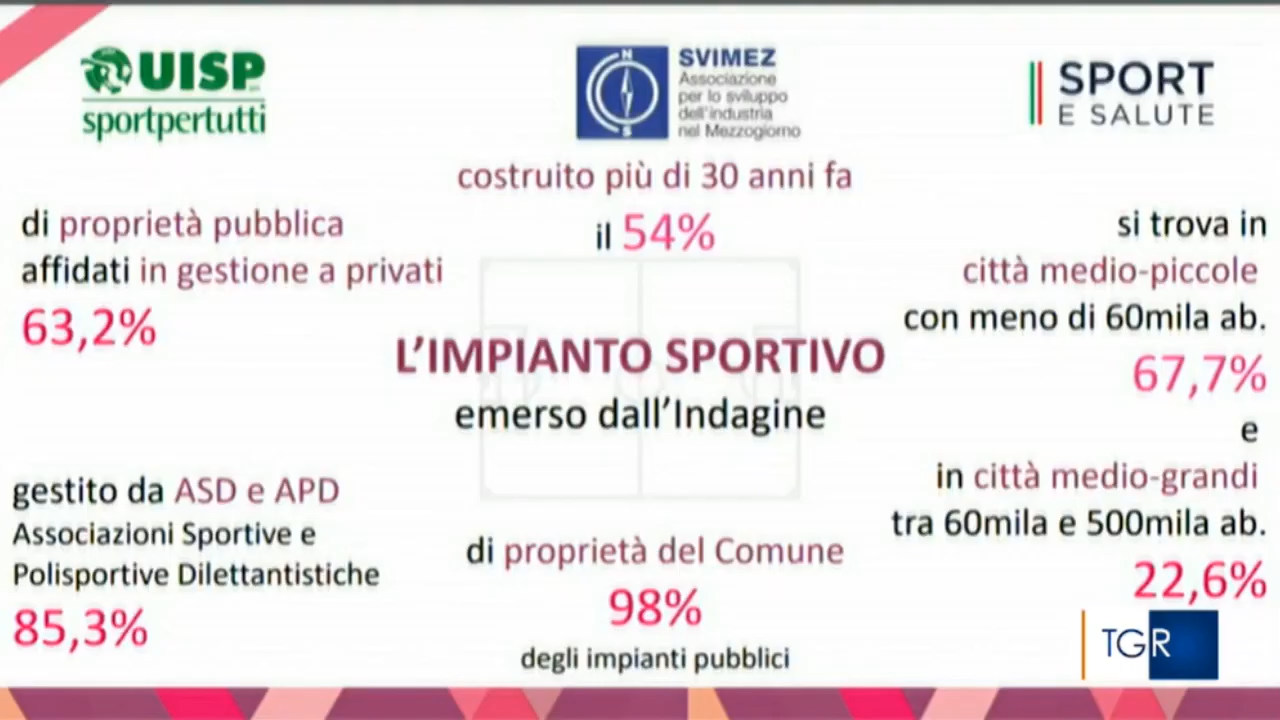 UISP
sportpertutti
N
S
SVIMEZ
Associazione
per lo sviluppo
dell'industria
nel Mezzogiorno
SPORT
E SALUTE
costruito più di 30 anni fa
il 54%
di proprietà pubblica
affidati in gestione a privati
63,2%
si trova in
città medio-piccole
con meno di 60mila ab.
67,7%
e
in città medio-grandi
tra 60mila e 500mila ab.
22,6%
L'IMPIANTO SPORTIVO
emerso dall'Indagine
gestito da ASD e APD
Associazioni Sportive e
Polisportive Dilettantistiche
85,3%
di proprietà del Comune
98%
degli impianti pubblici
TGR